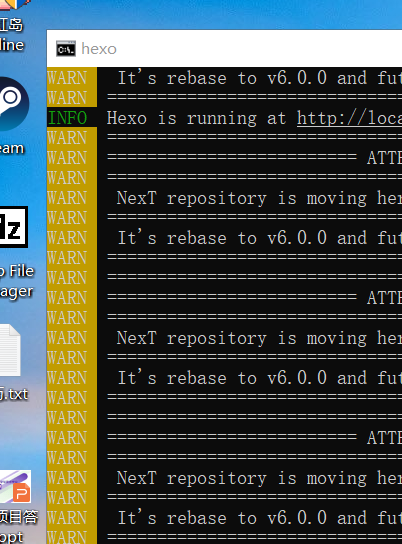 hexo
WARN It's rebase to v6.0.0 and fut
WARN ==============================
INFO Hexo is running at http://loca
WARN ==============================
WARN ========================= ATTE
WARN ==============================
WARN NexT repository is moving her
WARN ==============================
WARN It's rebase to v6.0.0 and fut
WARN ==============================
WARN ==============================
WARN ========================= ATTE
WARN ==============================
WARN NexT repository is moving her
WARN ==============================
WARN It's rebase to v6.0.0 and fut
WARN ==============================
WARN ==============================
WARN ========================= ATTE
WARN ==============================
WARN NexT repository is moving her
WARN ==============================
WARN It's rebase to v6.0.0 and fut
WARN
岛
line
eam
z
File
ager
.txt
P
项目答
ppt